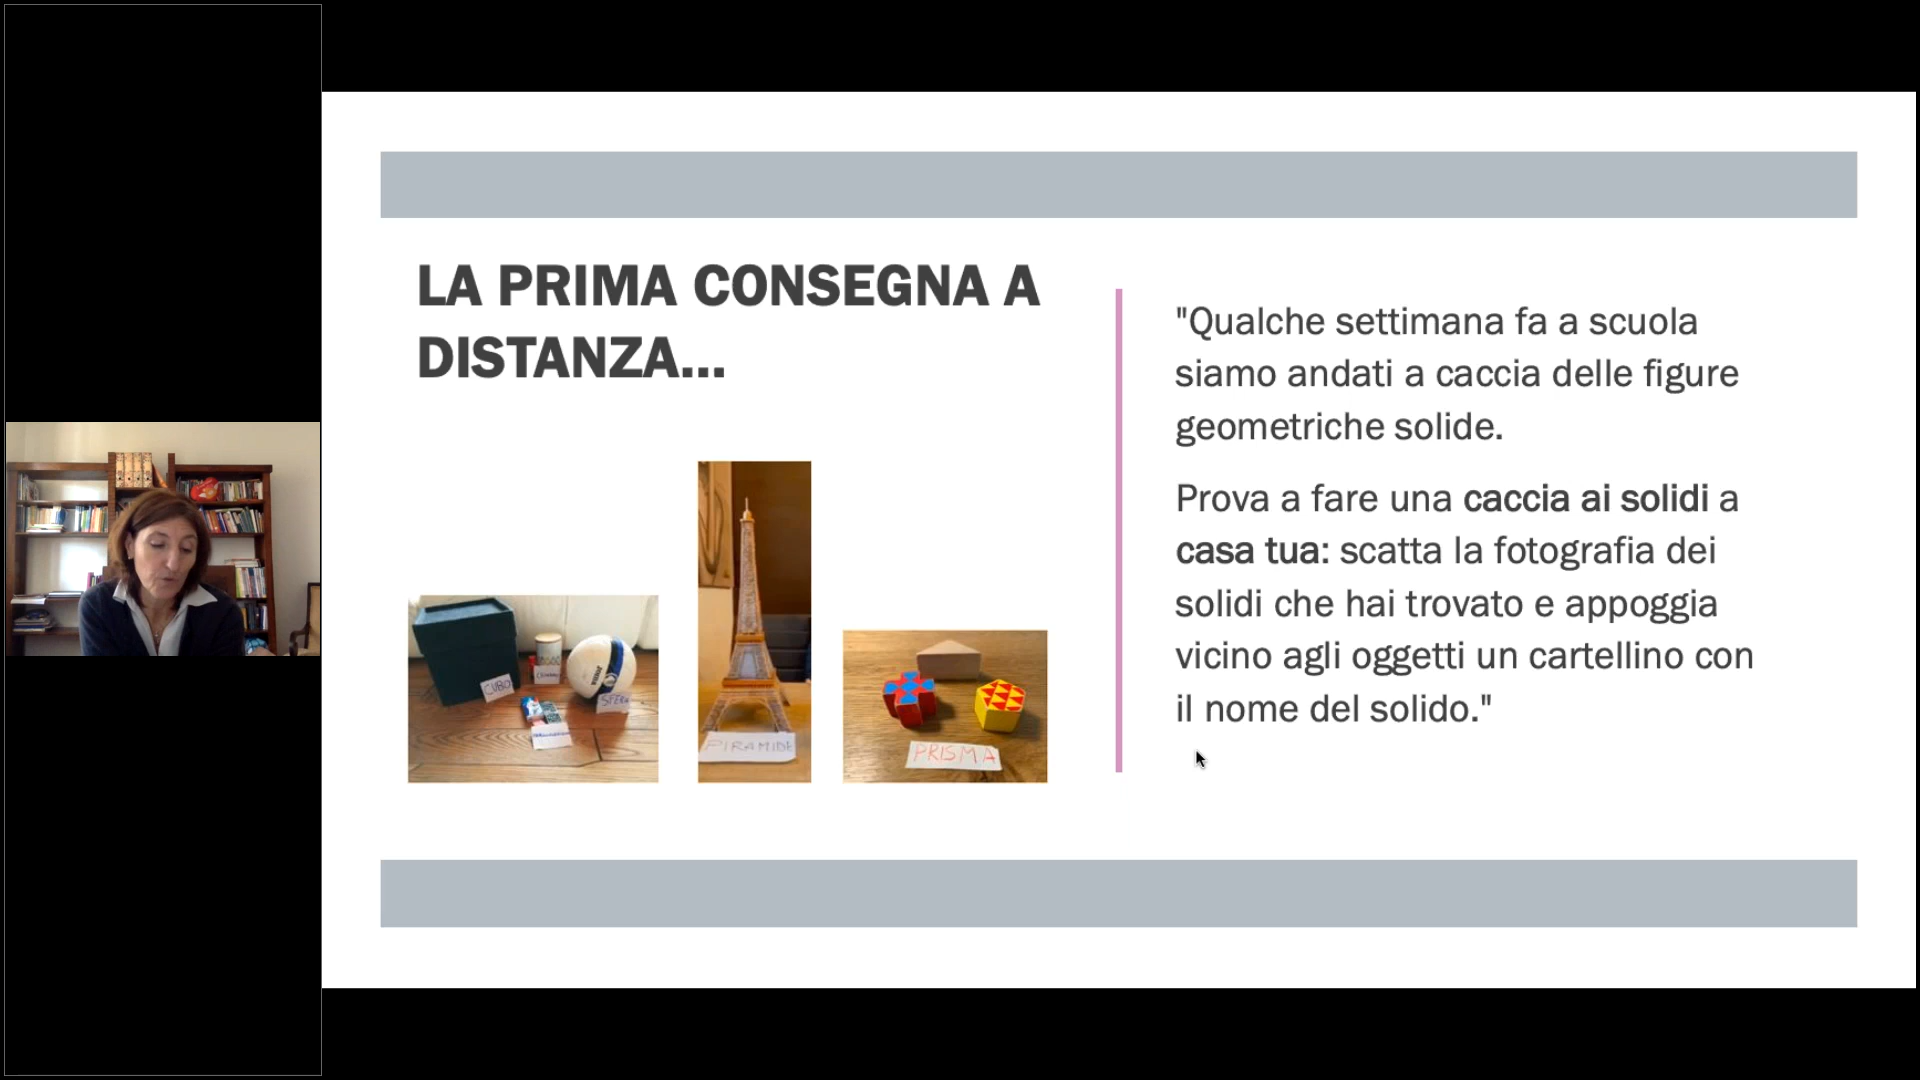 LA PRIMA CONSEGNA A
DISTANZA...
"Qualche settimana fa a scuola
siamo andati a caccia delle figure
geometriche solide.
Prova a fare una caccia ai solidi a
casa tua: scatta la fotografia dei
solidi che hai trovato e appoggia
vicino agli oggetti un cartellino con
il nome del solido."
CUBO
SFERA
PIRAMIDE
PRISMA